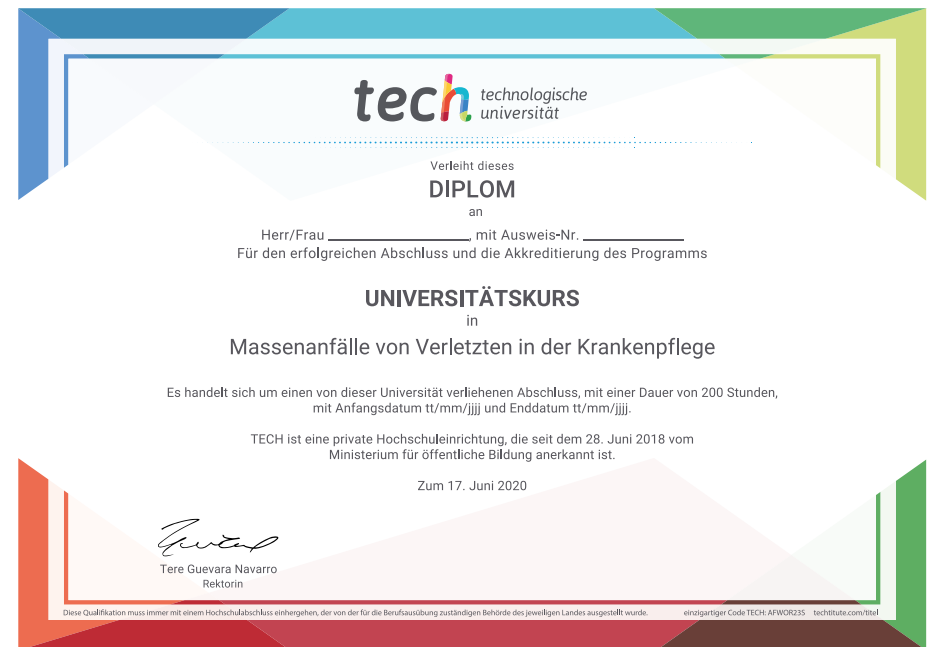 tech technologische
universität
Verleiht dieses
DIPLOM
an
Herr/Frau ____________________, mit Ausweis-Nr. ______________
Für den erfolgreichen Abschluss und die Akkreditierung des Programms
UNIVERSITÄTSKURS
in
Massenanfälle von Verletzten in der Krankenpflege
Es handelt sich um einen von dieser Universität verliehenen Abschluss, mit einer Dauer von 200 Stunden,
mit Anfangsdatum tt/mm/jjjj und Enddatum tt/mm/jjjj.
TECH ist eine private Hochschuleinrichtung, die seit dem 28. Juni 2018 vom
Ministerium für öffentliche Bildung anerkannt ist.
Zum 17. Juni 2020
Tere Guevara Navarro
Rektorin
Diese Qualifikation muss immer mit einem Hochschulabschluss einhergehen, der von der für die Berufsausübung zuständigen Behörde des jeweiligen Landes ausgestellt wurde. einzigartiger Code TECH: AFWOR235 techtitute.com/titel